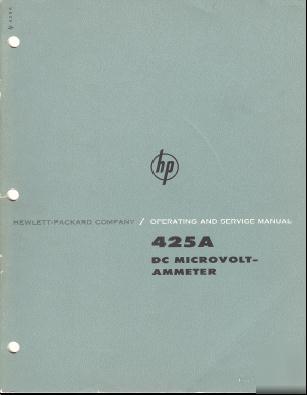 hp
HEWLETT-PACKARD COMPANY / OPERATING AND SERVICE MANUAL
425A
DC MICROVOLT-
AMMETER